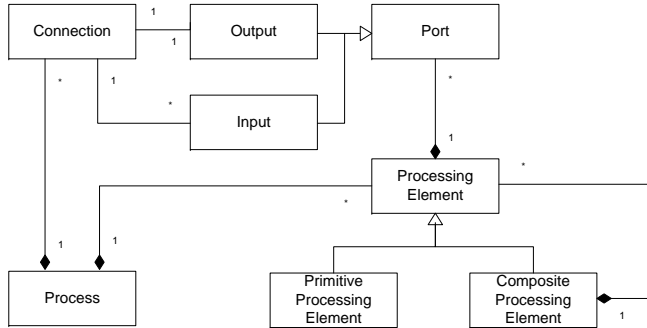 Connection
1
1
Output
Port
*
1
*
*
Input
1
*
Processing
Element
*
1
1
Process
Primitive
Processing
Element
Composite
Processing
Element
1